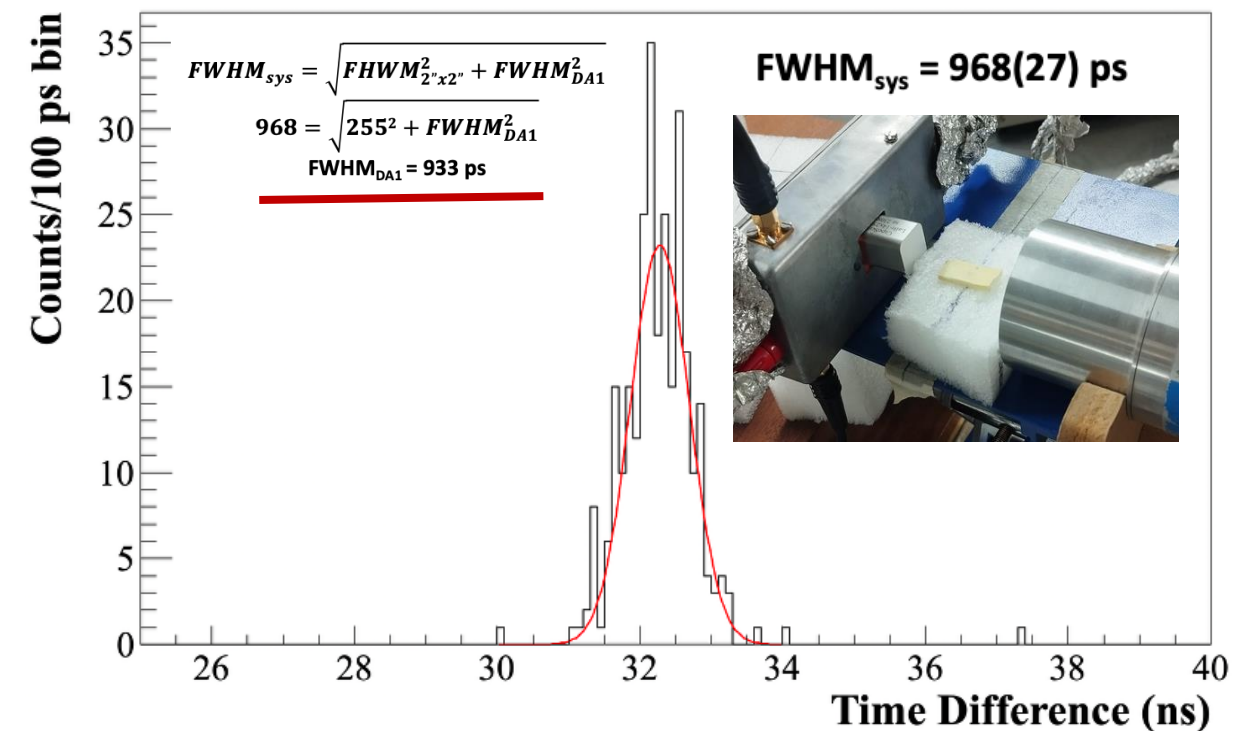 FWHM_sys = √(FHWM²_2"x2" + FWHM²_DA1)
968 = √(255² + FWHM²_DA1)
FWHM_DA1 = 933 ps
FWHM_sys = 968(27) ps
Counts/100 ps bin
35
30
25
20
15
10
5
0
26 28 30 32 34 36 38 40
Time Difference (ns)